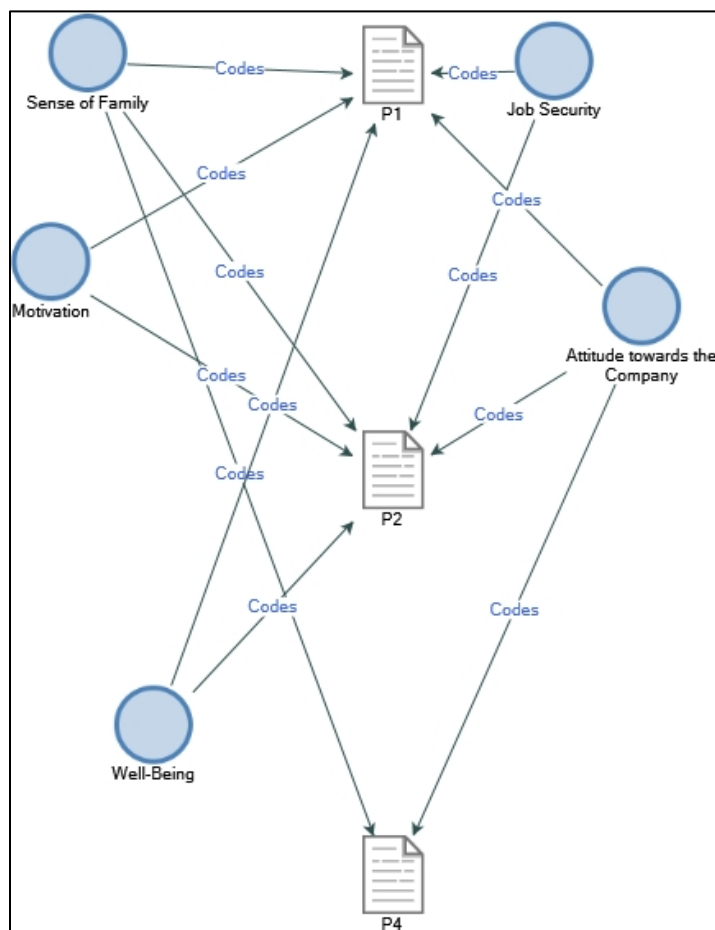 Sense of Family
Codes
P1
Codes
Job Security
Codes
Codes
Motivation
Codes
Codes
Attitude towards the
Company
Codes
Codes
Codes
Codes
P2
Codes
Codes
Well-Being
P4